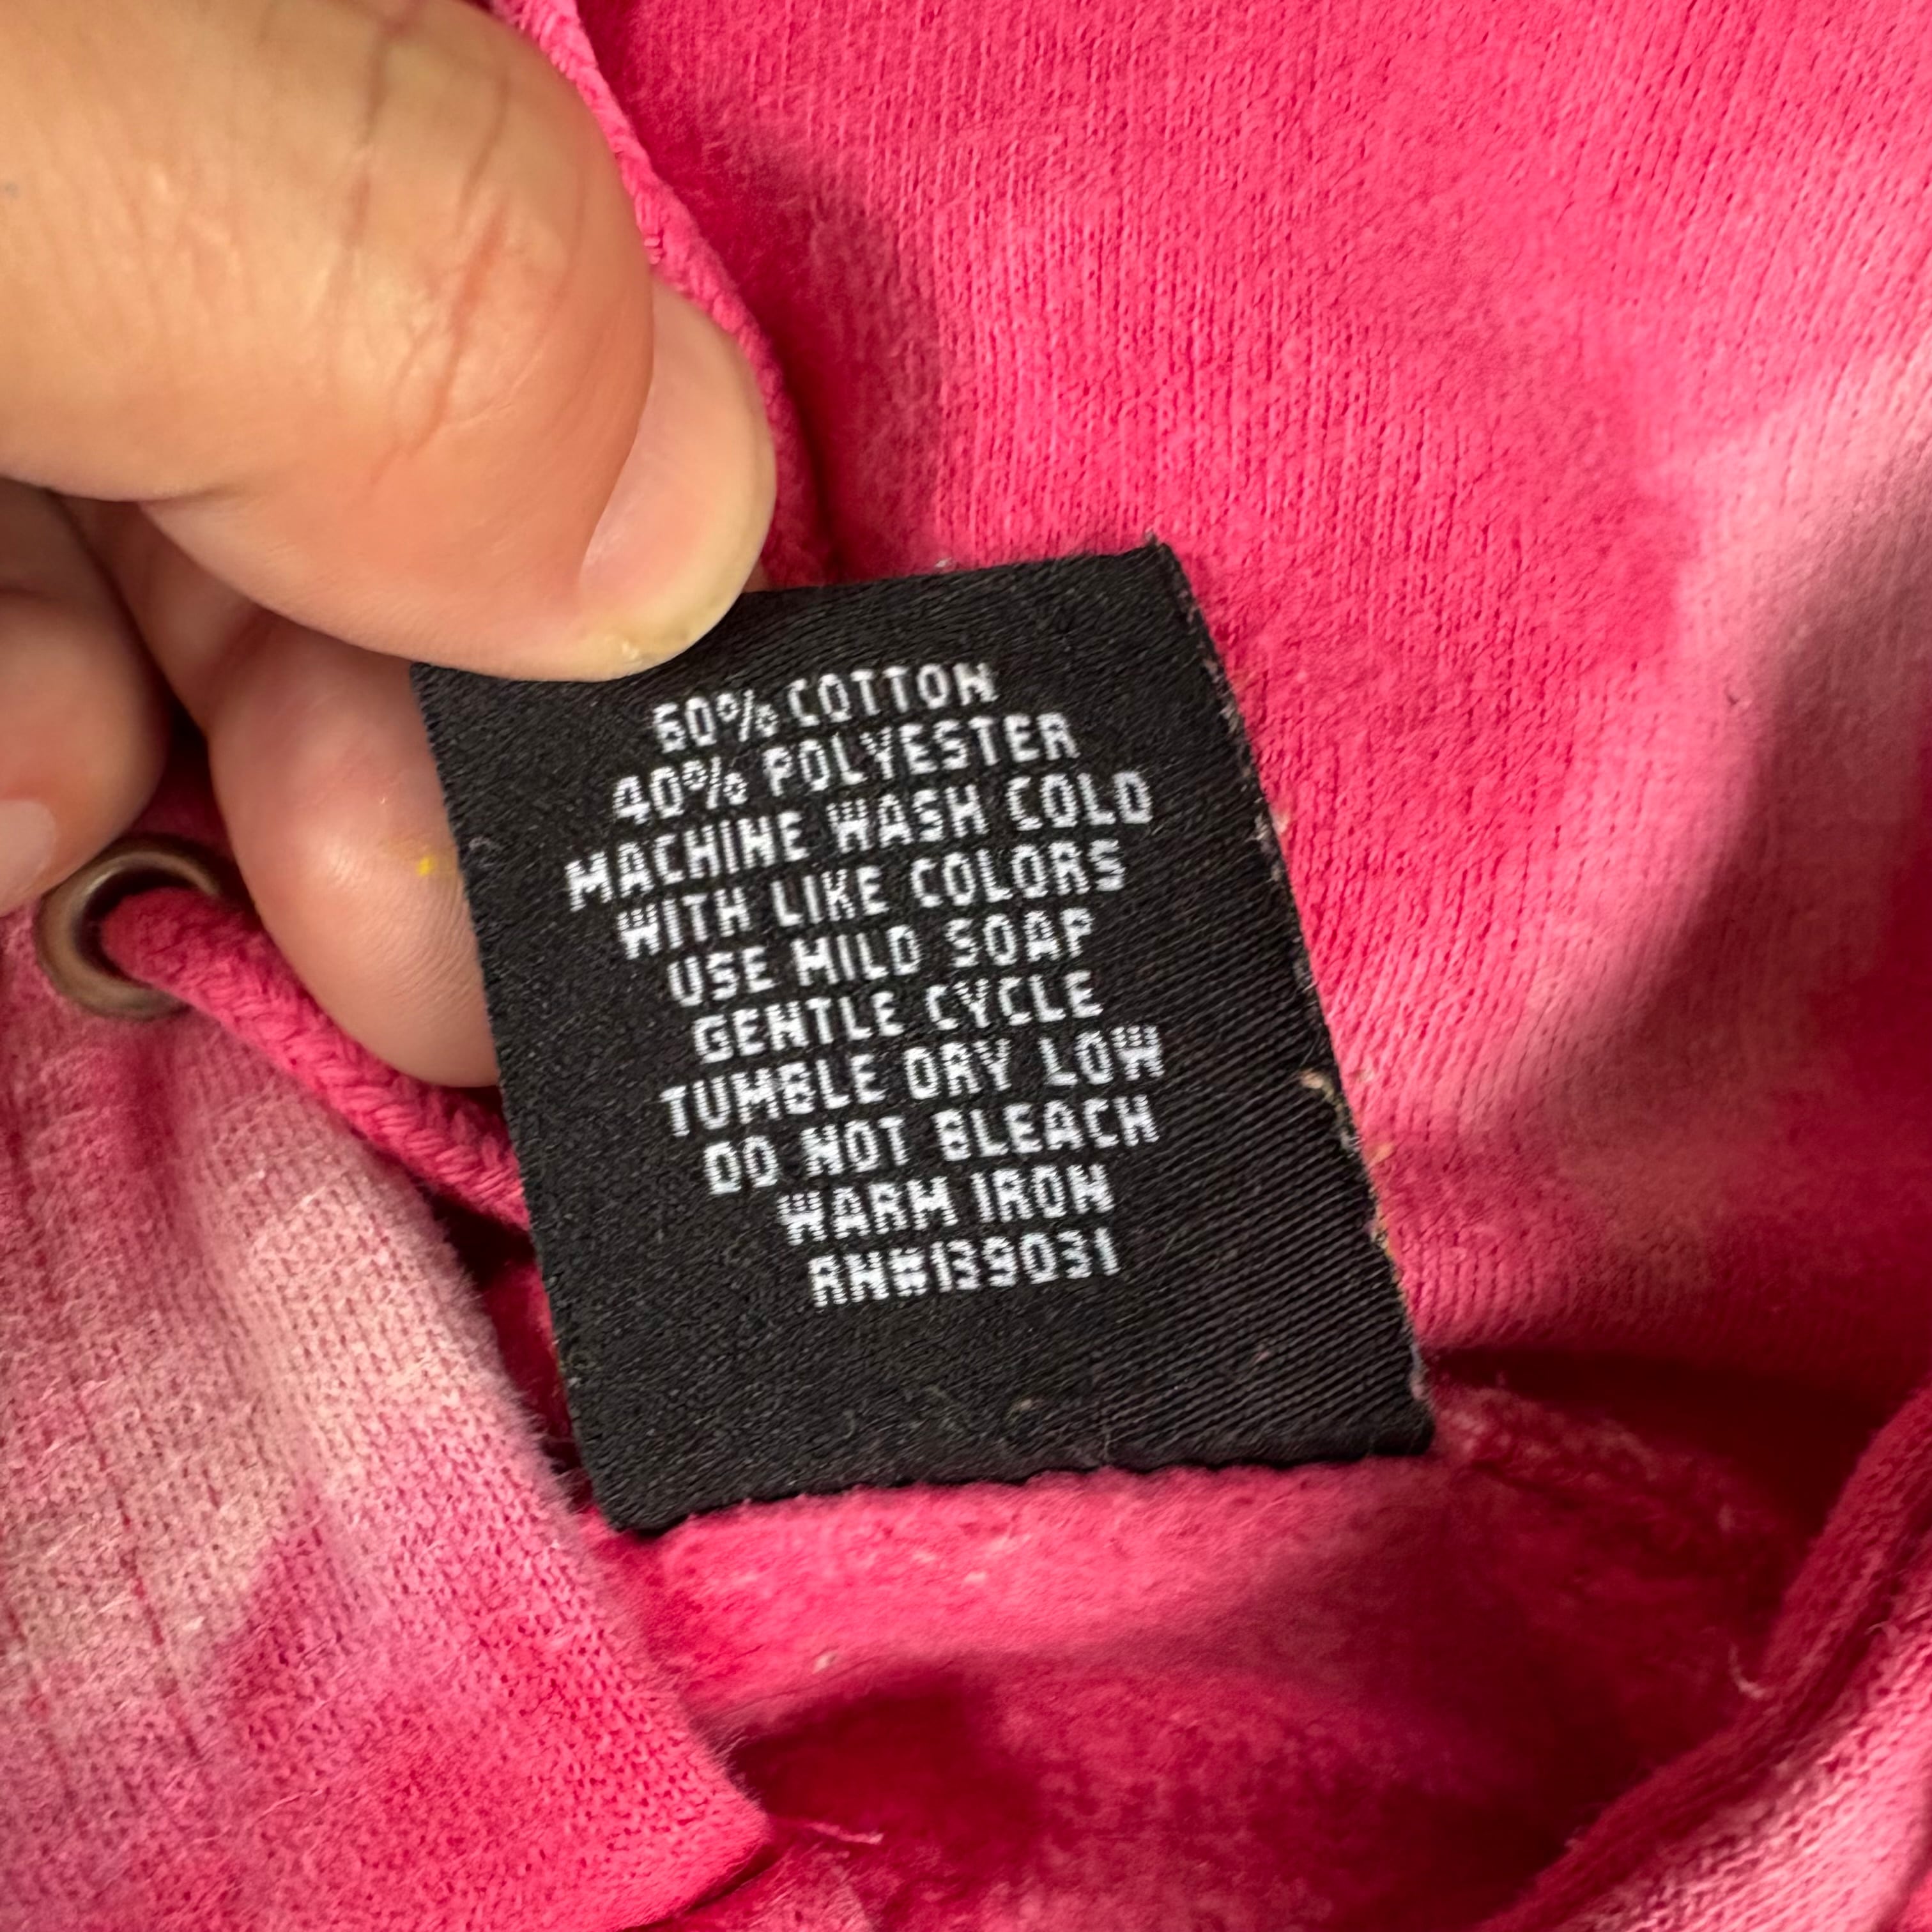 60% COTTON
40% POLYESTER
MACHINE WASH COLD
WITH LIKE COLORS
USE MILD SOAP
GENTLE CYCLE
TUMBLE DRY LOW
DO NOT BLEACH
WARM IRON
RN#139031